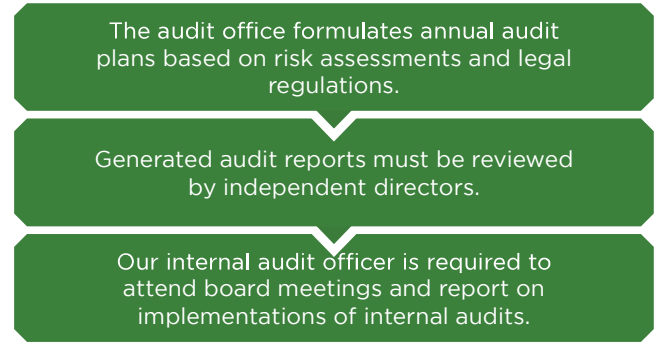 The audit office formulates annual audit
plans based on risk assessments and legal
regulations.
Generated audit reports must be reviewed
by independent directors.
Our internal audit officer is required to
attend board meetings and report on
implementations of internal audits.